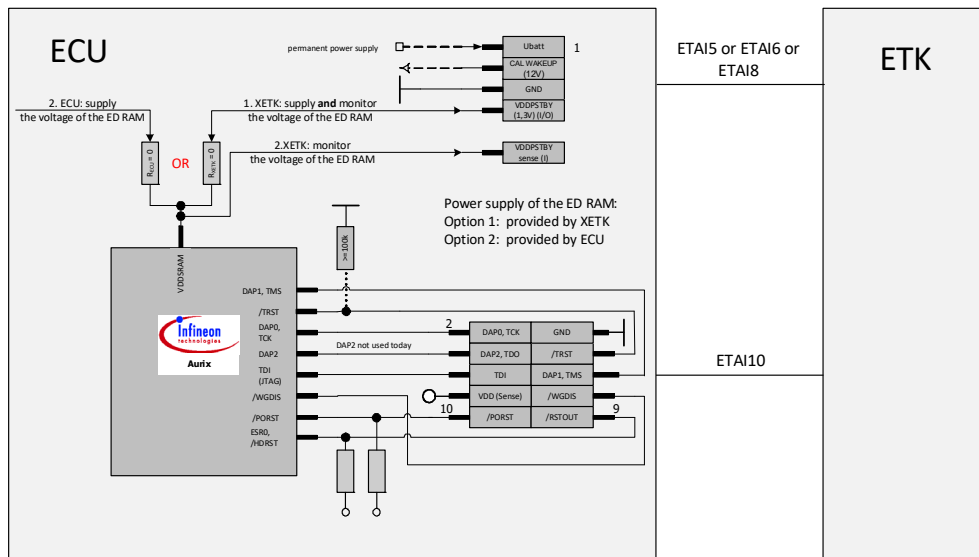 ECU
ETK
permanent power supply
Ubatt
1
CAL WAKEUP
(12V)
GND
VDDPSTBY
(1,3V) (I/O)
VDDPSTBY
sense (I)
2. ECU: supply
the voltage of the ED RAM
1. XETK: supply and monitor
the voltage of the ED RAM
2.XETK: monitor
the voltage of the ED RAM
RECU = 0
OR
RXETK = 0
ETAI5 or ETAI6 or
ETAI8
Power supply of the ED RAM:
Option 1: provided by XETK
Option 2: provided by ECU
>=100k
VDDSRAM
Infineon
technologies
Aurix
DAP1, TMS
/TRST
DAP0,
TCK
DAP2
TDI
(JTAG)
/WGDIS
/PORST
ESR0,
/HDRST
DAP2 not used today
2
DAP0, TCK
GND
DAP2, TDO
/TRST
TDI
DAP1, TMS
VDD (Sense)
/WGDIS
10
/PORST
/RSTOUT
9
ETAI10